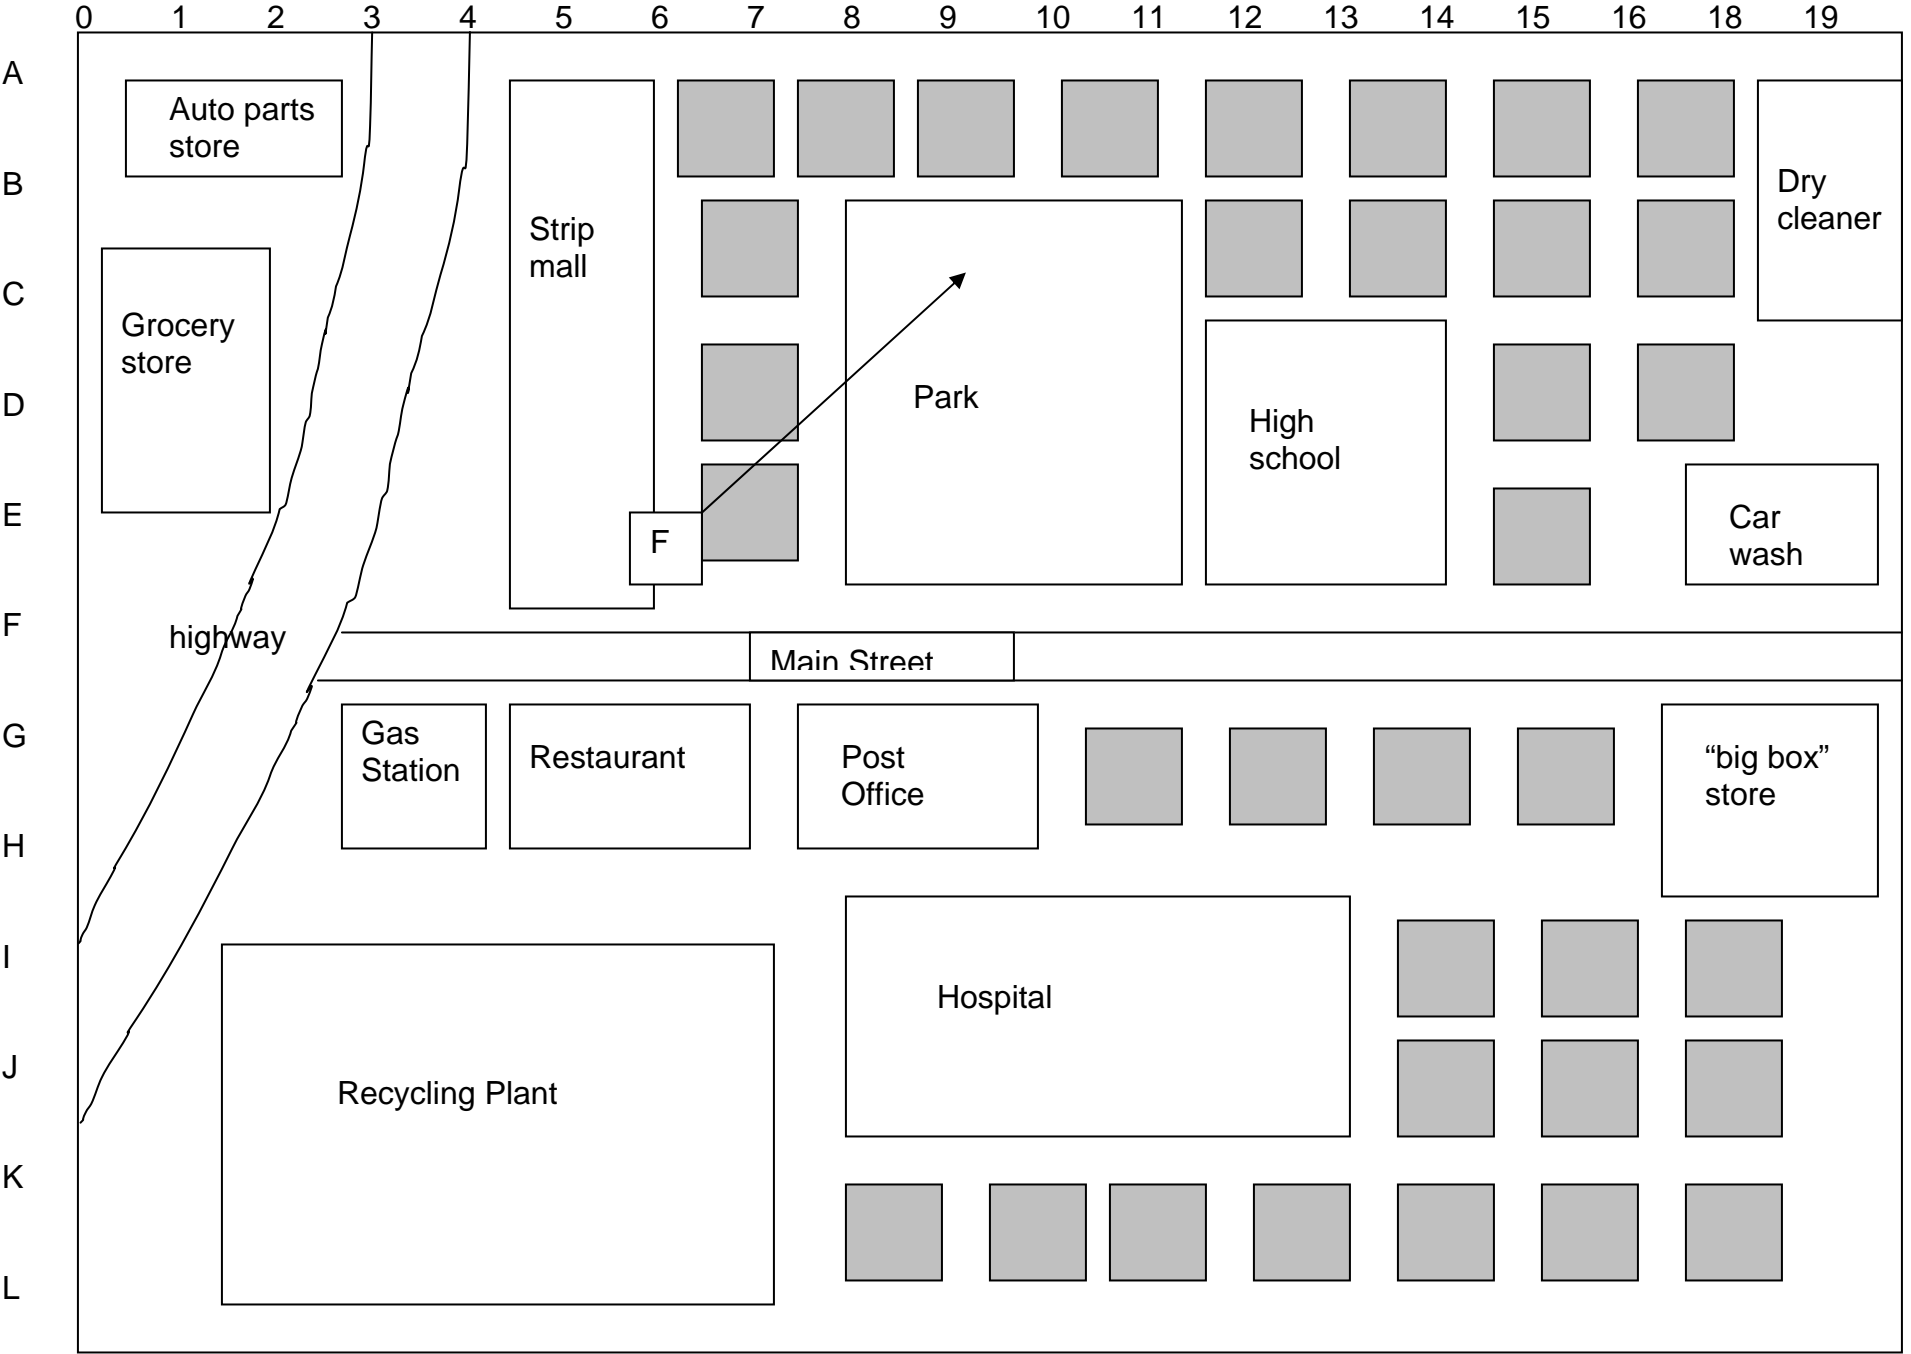 0 1 2 3 4 5 6 7 8 9 10 11 12 13 14 15 16 18 19
A
Auto parts
store
B
Dry
cleaner
Strip
mall
C
Grocery
store
D
Park
High
school
E
F
Car
wash
F
highway
Main Street
G
Gas
Station
Restaurant
Post
Office
“big box”
store
H
I
Hospital
J
Recycling Plant
K
L